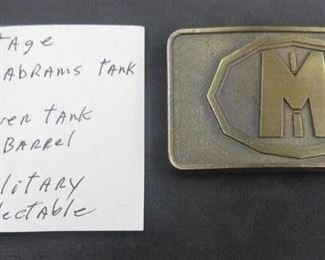 tage
Abrams tank
ver tank
Barrel
litary
lectable
M